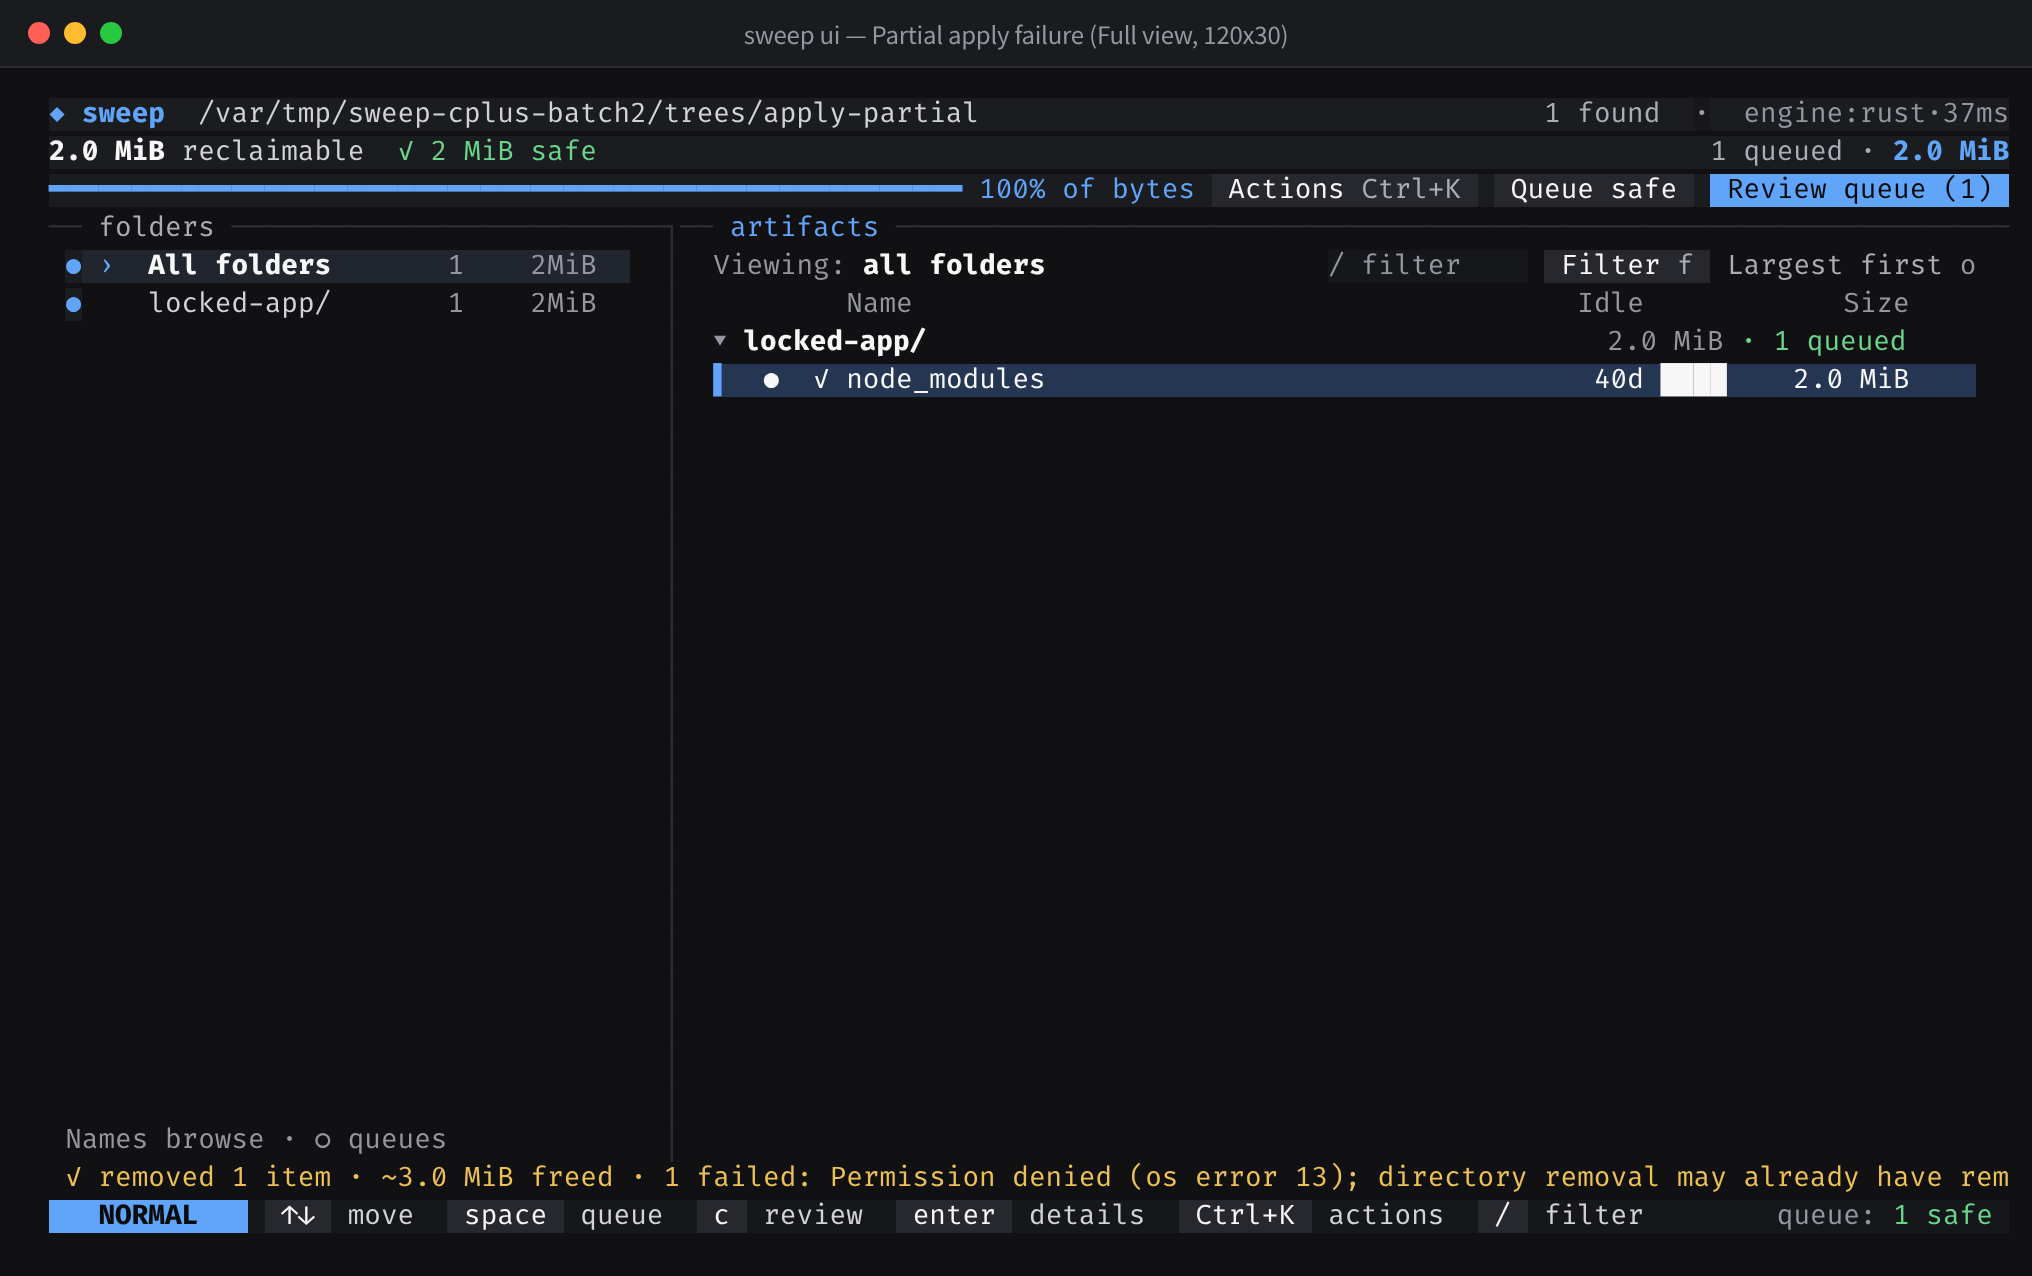 sweep ui — Partial apply failure (Full view, 120x30)
◆ sweep /var/tmp/sweep-cplus-batch2/trees/apply-partial 1 found · engine:rust·37ms
2.0 MiB reclaimable √ 2 MiB safe 1 queued · 2.0 MiB
100% of bytes Actions Ctrl+K Queue safe Review queue (1)
folders
● › All folders 1 2MiB
● locked-app/ 1 2MiB
artifacts
Viewing: all folders / filter Filter f Largest first o
Name Idle Size
▾ locked-app/ 2.0 MiB · 1 queued
● √ node_modules 40d 2.0 MiB
Names browse · ○ queues
√ removed 1 item · ~3.0 MiB freed · 1 failed: Permission denied (os error 13); directory removal may already have rem
NORMAL ↑↓ move space queue c review enter details Ctrl+K actions / filter queue: 1 safe